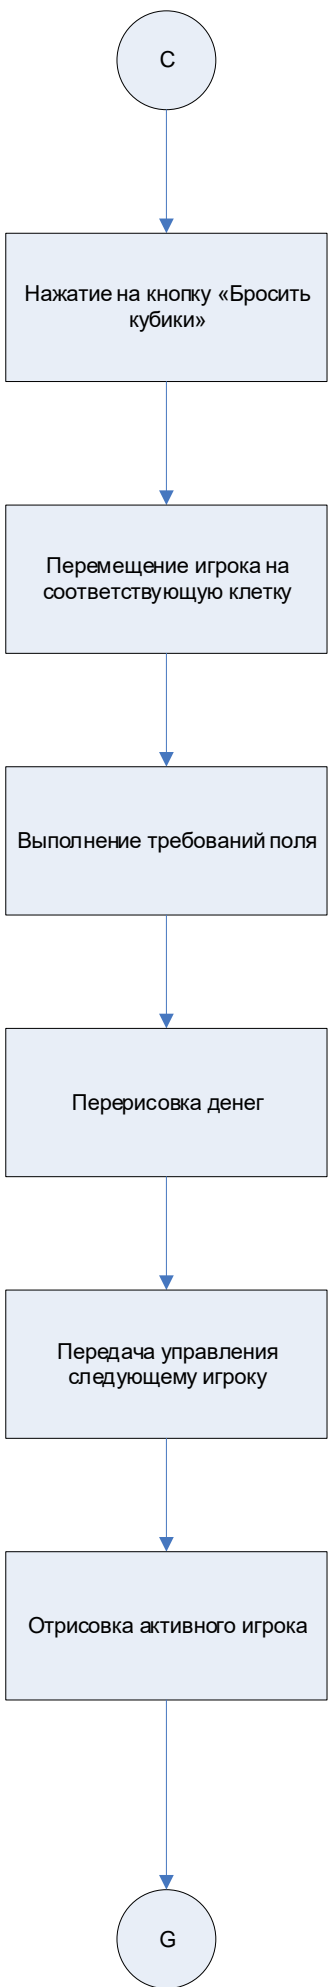 C
Нажатие на кнопку «Бросить
кубики»
Перемещение игрока на
соответствующую клетку
Выполнение требований поля
Перерисовка денег
Передача управления
следующему игроку
Отрисовка активного игрока
G